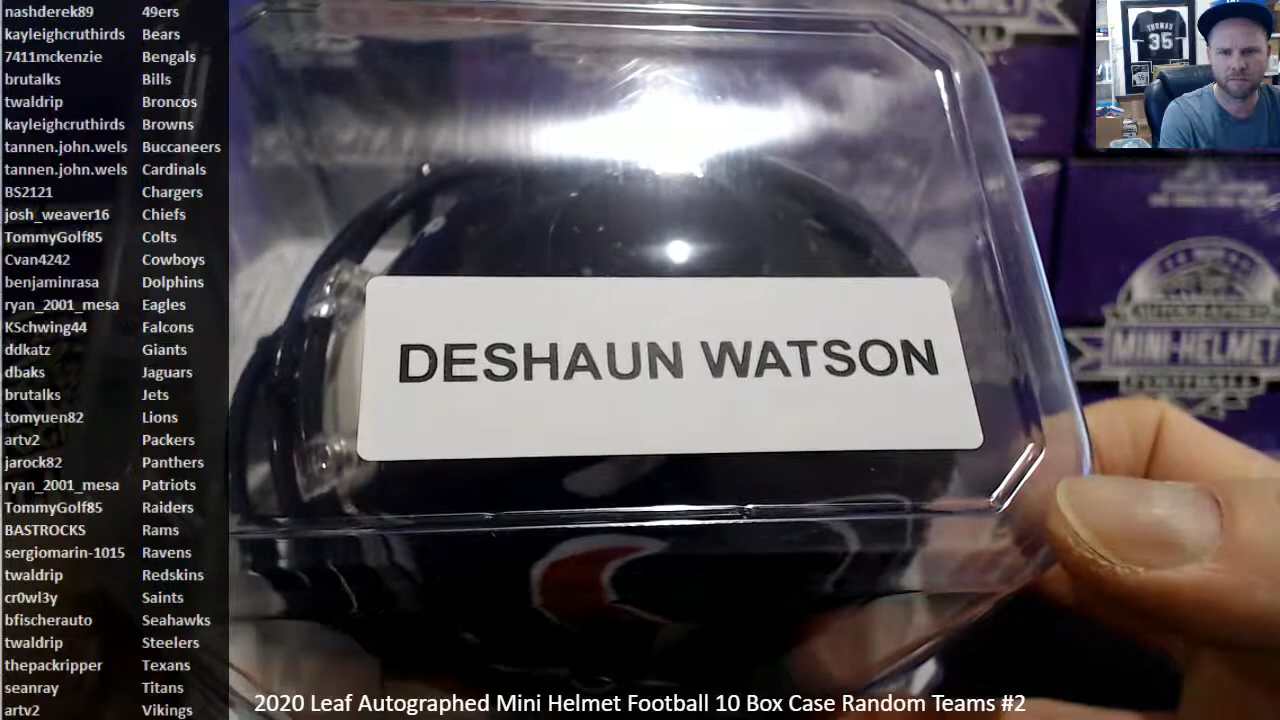 nashderek89 49ers
kayleighcruthirds Bears
7411mckenzie Bengals
brutalks Bills
twaldrip Broncos
kayleighcruthirds Browns
tannen.john.wels Buccaneers
tannen.john.wels Cardinals
BS2121 Chargers
josh_weaver16 Chiefs
TommyGolf85 Colts
Cvan4242 Cowboys
benjaminrasa Dolphins
ryan_2001_mesa Eagles
KSchwing44 Falcons
ddkatz Giants
dbaks Jaguars
brutalks Jets
tomyuen82 Lions
artv2 Packers
jarock82 Panthers
ryan_2001_mesa Patriots
TommyGolf85 Raiders
BASTROCKS Rams
sergiomarin-1015 Ravens
twaldrip Redskins
cr0wl3y Saints
bfischerauto Seahawks
twaldrip Steelers
thepackripper Texans
seanray Titans
artv2 Vikings
DESHAUN WATSON
THOMAS
35
AUTOGRAPHED
MINI-HELMET
FOOTBALL
2020 Leaf Autographed Mini Helmet Football 10 Box Case Random Teams #2